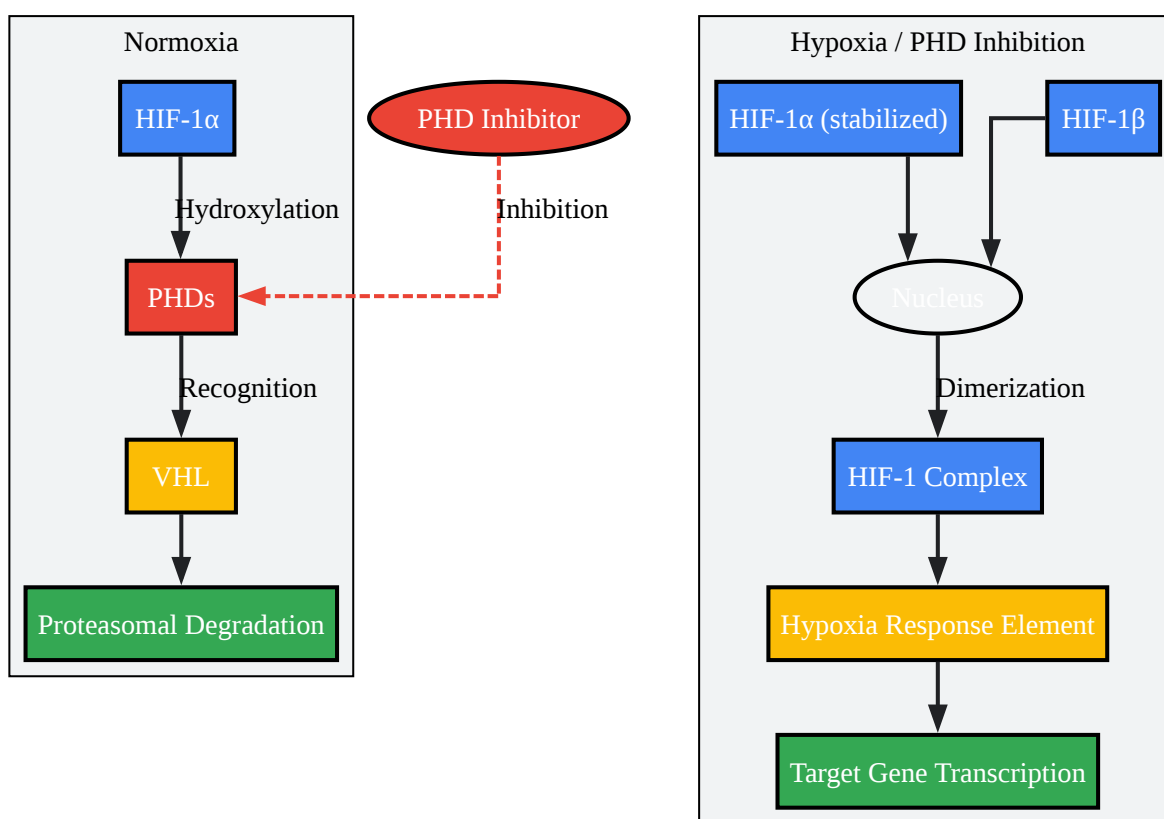 Normoxia
HIF-1α
Hydroxylation
PHDs
Recognition
VHL
Proteasomal Degradation
PHD Inhibitor
Inhibition
Hypoxia / PHD Inhibition
HIF-1α (stabilized)
HIF-1β
Nucleus
Dimerization
HIF-1 Complex
Hypoxia Response Element
Target Gene Transcription